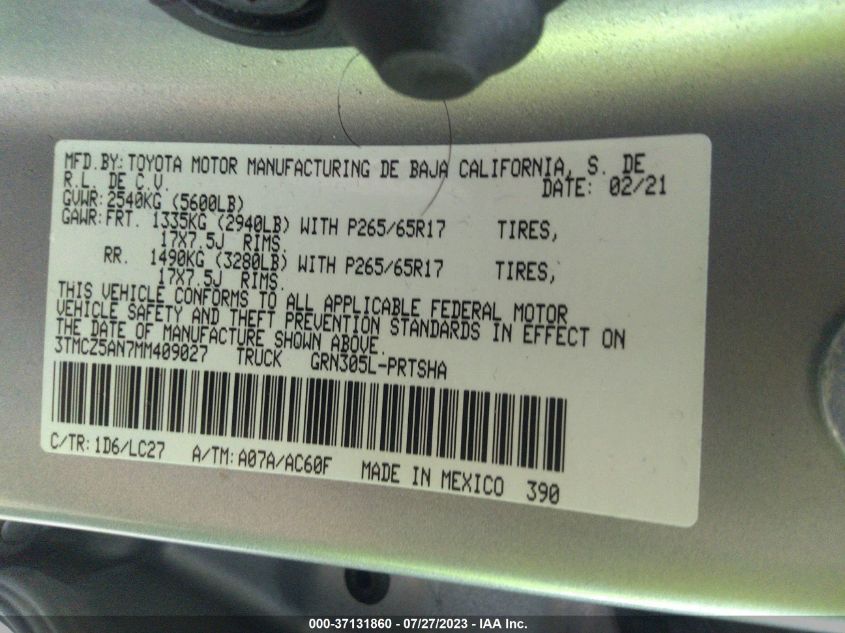 MFD.BY: TOYOTA MOTOR MANUFACTURING DE BAJA CALIFORNIA, S. DE
R.L. DE C.V. DATE: 02/21
GVWR: 2540KG (5600LB)
GAWR: FRT. 1335KG (2940LB) WITH P265/65R17 TIRES,
17X7.5J RIMS.
RR. 1490KG (3280LB) WITH P265/65R17 TIRES,
17X7.5J RIMS.
THIS VEHICLE CONFORMS TO ALL APPLICABLE FEDERAL MOTOR
VEHICLE SAFETY AND THEFT PREVENTION STANDARDS IN EFFECT ON
THE DATE OF MANUFACTURE SHOWN ABOVE.
3TMCZ5AN7MM409027 TRUCK GRN305L-PRTSHA
C/TR: 1D6/LC27 A/TM: A07A/AC60F MADE IN MEXICO 390
000-37131860 / 07/27/2023 - IAA Inc.